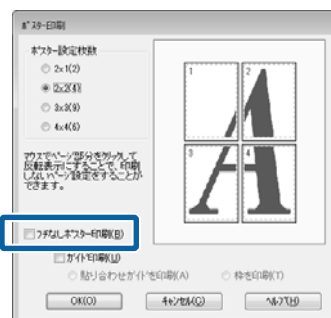 ポスター印刷
ポスター設定枚数
2x1(2)
2x2(4)
3x3(9)
4x4(6)
マウスでページ部分をクリックして
反転表示にすることで、印刷
しないページ設定をすることが
できます。
フチなしポスター印刷(B)
ガイド印刷(U)
貼り合わせガイドを印刷(A)
枠を印刷(T)
OK(O)
キャンセル(C)
ヘルプ(H)
1
2
3
4
A